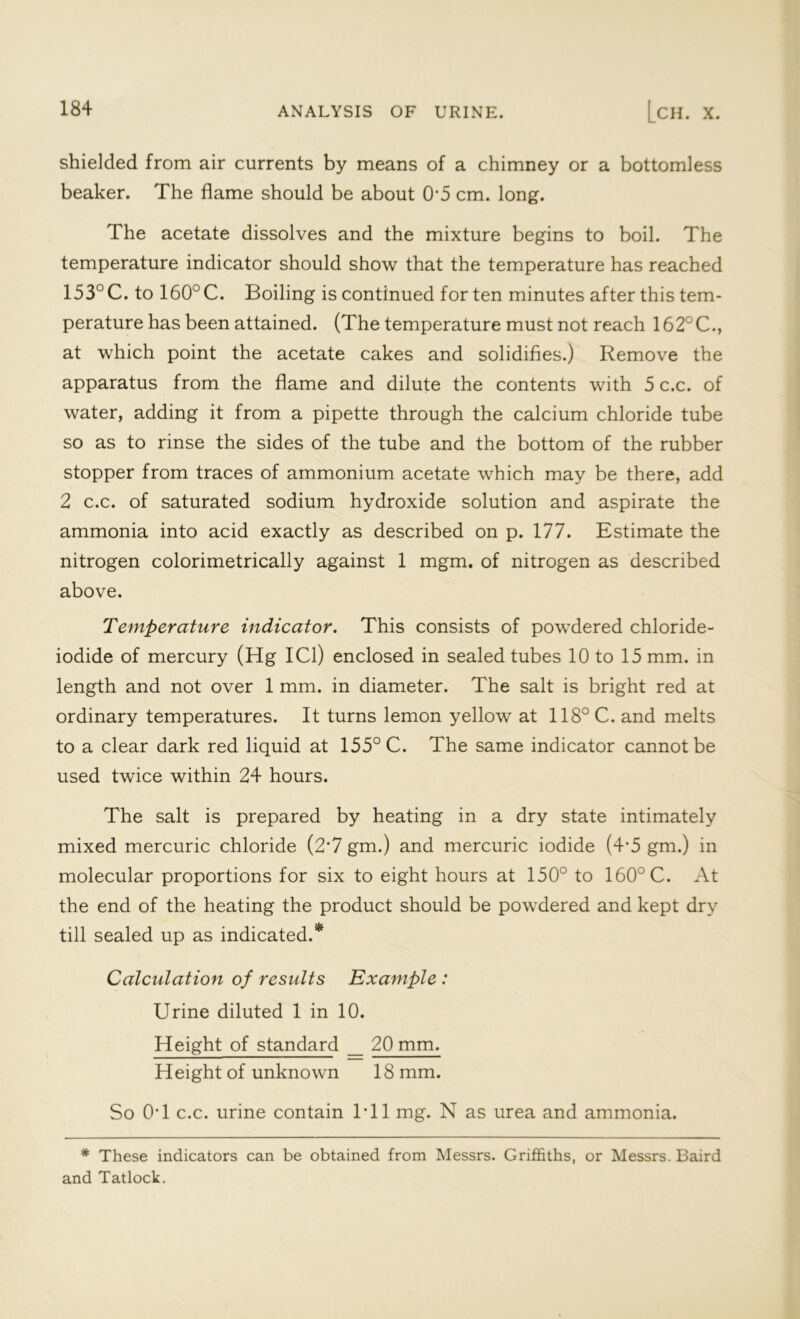 184 ANALYSIS OF URINE. [CH. X.
shielded from air currents by means of a chimney or a bottomless
beaker. The flame should be about 0·5 cm. long.
The acetate dissolves and the mixture begins to boil. The
temperature indicator should show that the temperature has reached
153° C. to 160° C. Boiling is continued for ten minutes after this tem-
perature has been attained. (The temperature must not reach 162° C.,
at which point the acetate cakes and solidifies.) Remove the
apparatus from the flame and dilute the contents with 5 c.c. of
water, adding it from a pipette through the calcium chloride tube
so as to rinse the sides of the tube and the bottom of the rubber
stopper from traces of ammonium acetate which may be there, add
2 c.c. of saturated sodium hydroxide solution and aspirate the
ammonia into acid exactly as described on p. 177. Estimate the
nitrogen colorimetrically against 1 mgm. of nitrogen as described
above.
Temperature indicator. This consists of powdered chloride-
iodide of mercury (Hg ICl) enclosed in sealed tubes 10 to 15 mm. in
length and not over 1 mm. in diameter. The salt is bright red at
ordinary temperatures. It turns lemon yellow at 118° C. and melts
to a clear dark red liquid at 155° C. The same indicator cannot be
used twice within 24 hours.
The salt is prepared by heating in a dry state intimately
mixed mercuric chloride (2·7 gm.) and mercuric iodide (4·5 gm.) in
molecular proportions for six to eight hours at 150° to 160° C. At
the end of the heating the product should be powdered and kept dry
till sealed up as indicated.*
Calculation of results Example :
Urine diluted 1 in 10.
Height of standard = 20 mm.
Height of unknown 18 mm.
So 0·1 c.c. urine contain 1·11 mg. N as urea and ammonia.
* These indicators can be obtained from Messrs. Griffiths, or Messrs. Baird
and Tatlock.